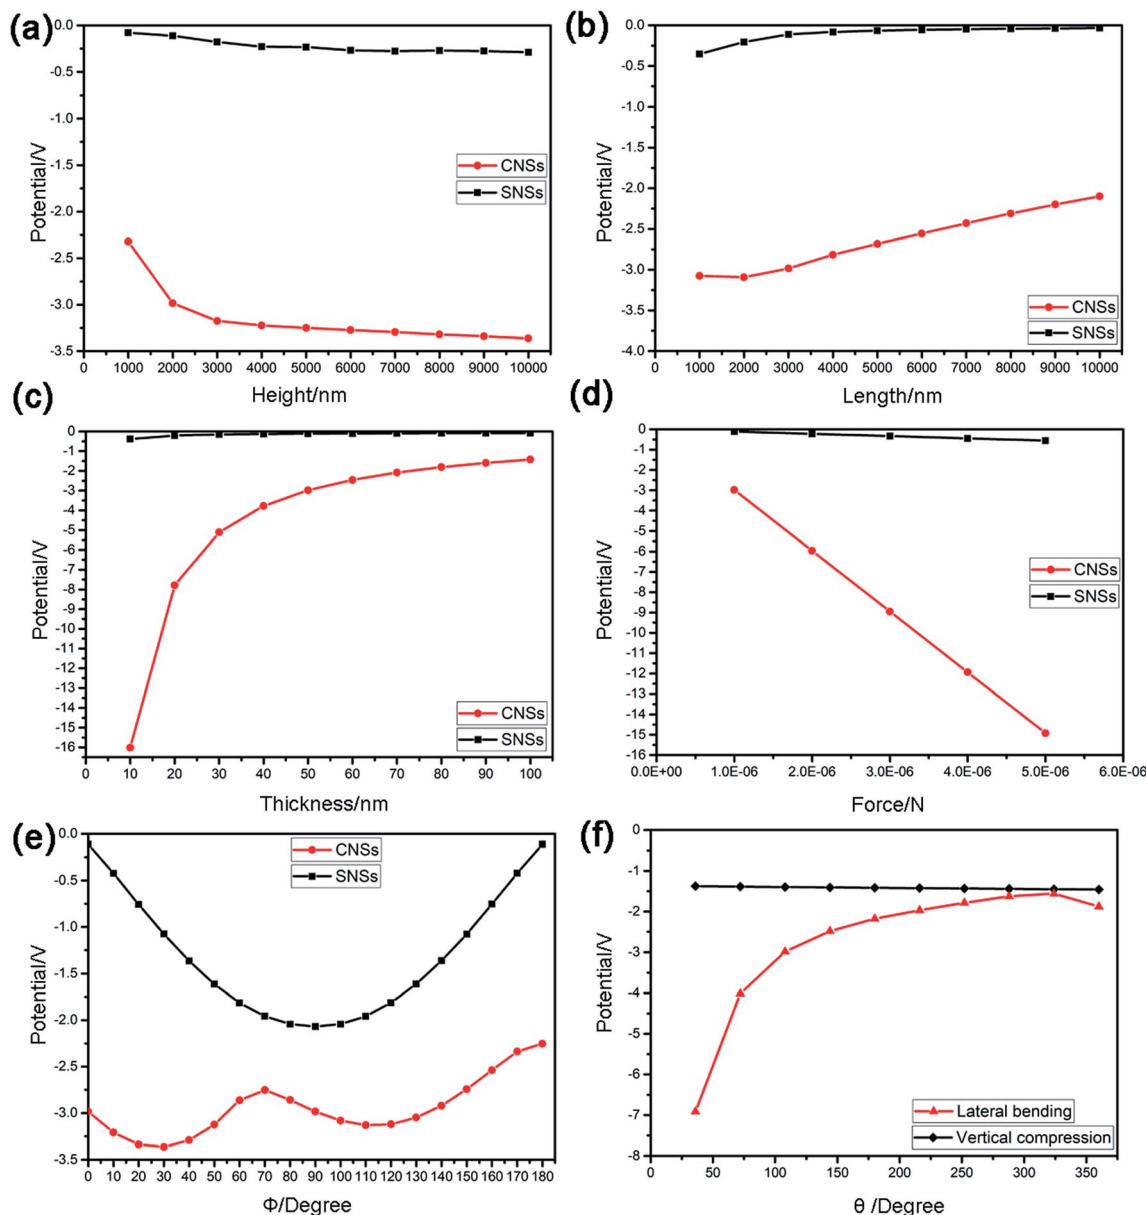 (a)
0.0
-0.5
-1.0
-1.5
-2.0
-2.5
-3.0
-3.5
Potential/V
CNSs
SNSs
1000 2000 3000 4000 5000 6000 7000 8000 9000 10000
Height/nm
(b)
0.0
-0.5
-1.0
-1.5
-2.0
-2.5
-3.0
-3.5
-4.0
Potential/V
CNSs
SNSs
0 1000 2000 3000 4000 5000 6000 7000 8000 9000 10000
Length/nm
(c)
0
-1
-2
-3
-4
-5
-6
-7
-8
-9
-10
-11
-12
-13
-14
-15
-16
Potential/V
CNSs
SNSs
0 10 20 30 40 50 60 70 80 90 100
Thickness/nm
(d)
0
-1
-2
-3
-4
-5
-6
-7
-8
-9
-10
-11
-12
-13
-14
-15
-16
Potential/V
CNSs
SNSs
0.0E+00 1.0E-06 2.0E-06 3.0E-06 4.0E-06 5.0E-06 6.0E-06
Force/N
(e)
0.0
-0.5
-1.0
-1.5
-2.0
-2.5
-3.0
-3.5
Potential/V
CNSs
SNSs
0 10 20 30 40 50 60 70 80 90 100 110 120 130 140 150 160 170 180
Φ/Degree
(f)
0
-1
-2
-3
-4
-5
-6
-7
-8
Potential/V
Lateral bending
Vertical compression
0 50 100 150 200 250 300 350
θ /Degree